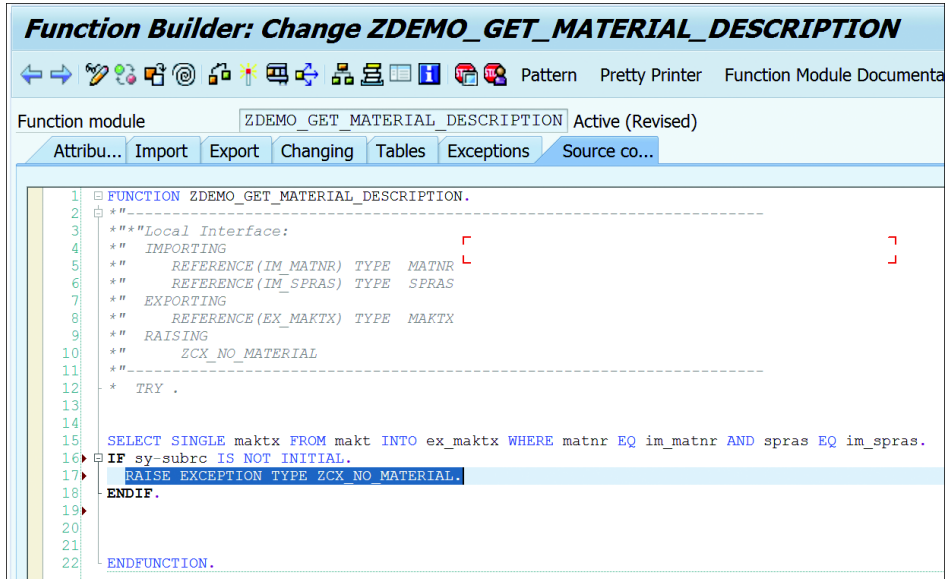 Function Builder: Change ZDEMO_GET_MATERIAL_DESCRIPTION
Pattern Pretty Printer Function Module Documenta
Function module ZDEMO_GET_MATERIAL_DESCRIPTION Active (Revised)
Attribu... Import Export Changing Tables Exceptions Source co...
1 FUNCTION ZDEMO_GET_MATERIAL_DESCRIPTION.
2 *"----------------------------------------------------------------------
3 *"*"Local Interface:
4 *" IMPORTING
5 *" REFERENCE(IM_MATNR) TYPE MATNR
6 *" REFERENCE(IM_SPRAS) TYPE SPRAS
7 *" EXPORTING
8 *" REFERENCE(EX_MAKTX) TYPE MAKTX
9 *" RAISING
10 *" ZCX_NO_MATERIAL
11 *"----------------------------------------------------------------------
12 * TRY .
13
14
15 SELECT SINGLE maktx FROM makt INTO ex_maktx WHERE matnr EQ im_matnr AND spras EQ im_spras.
16 IF sy-subrc IS NOT INITIAL.
17 RAISE EXCEPTION TYPE ZCX_NO_MATERIAL.
18 ENDIF.
19
20
21
22 ENDFUNCTION.